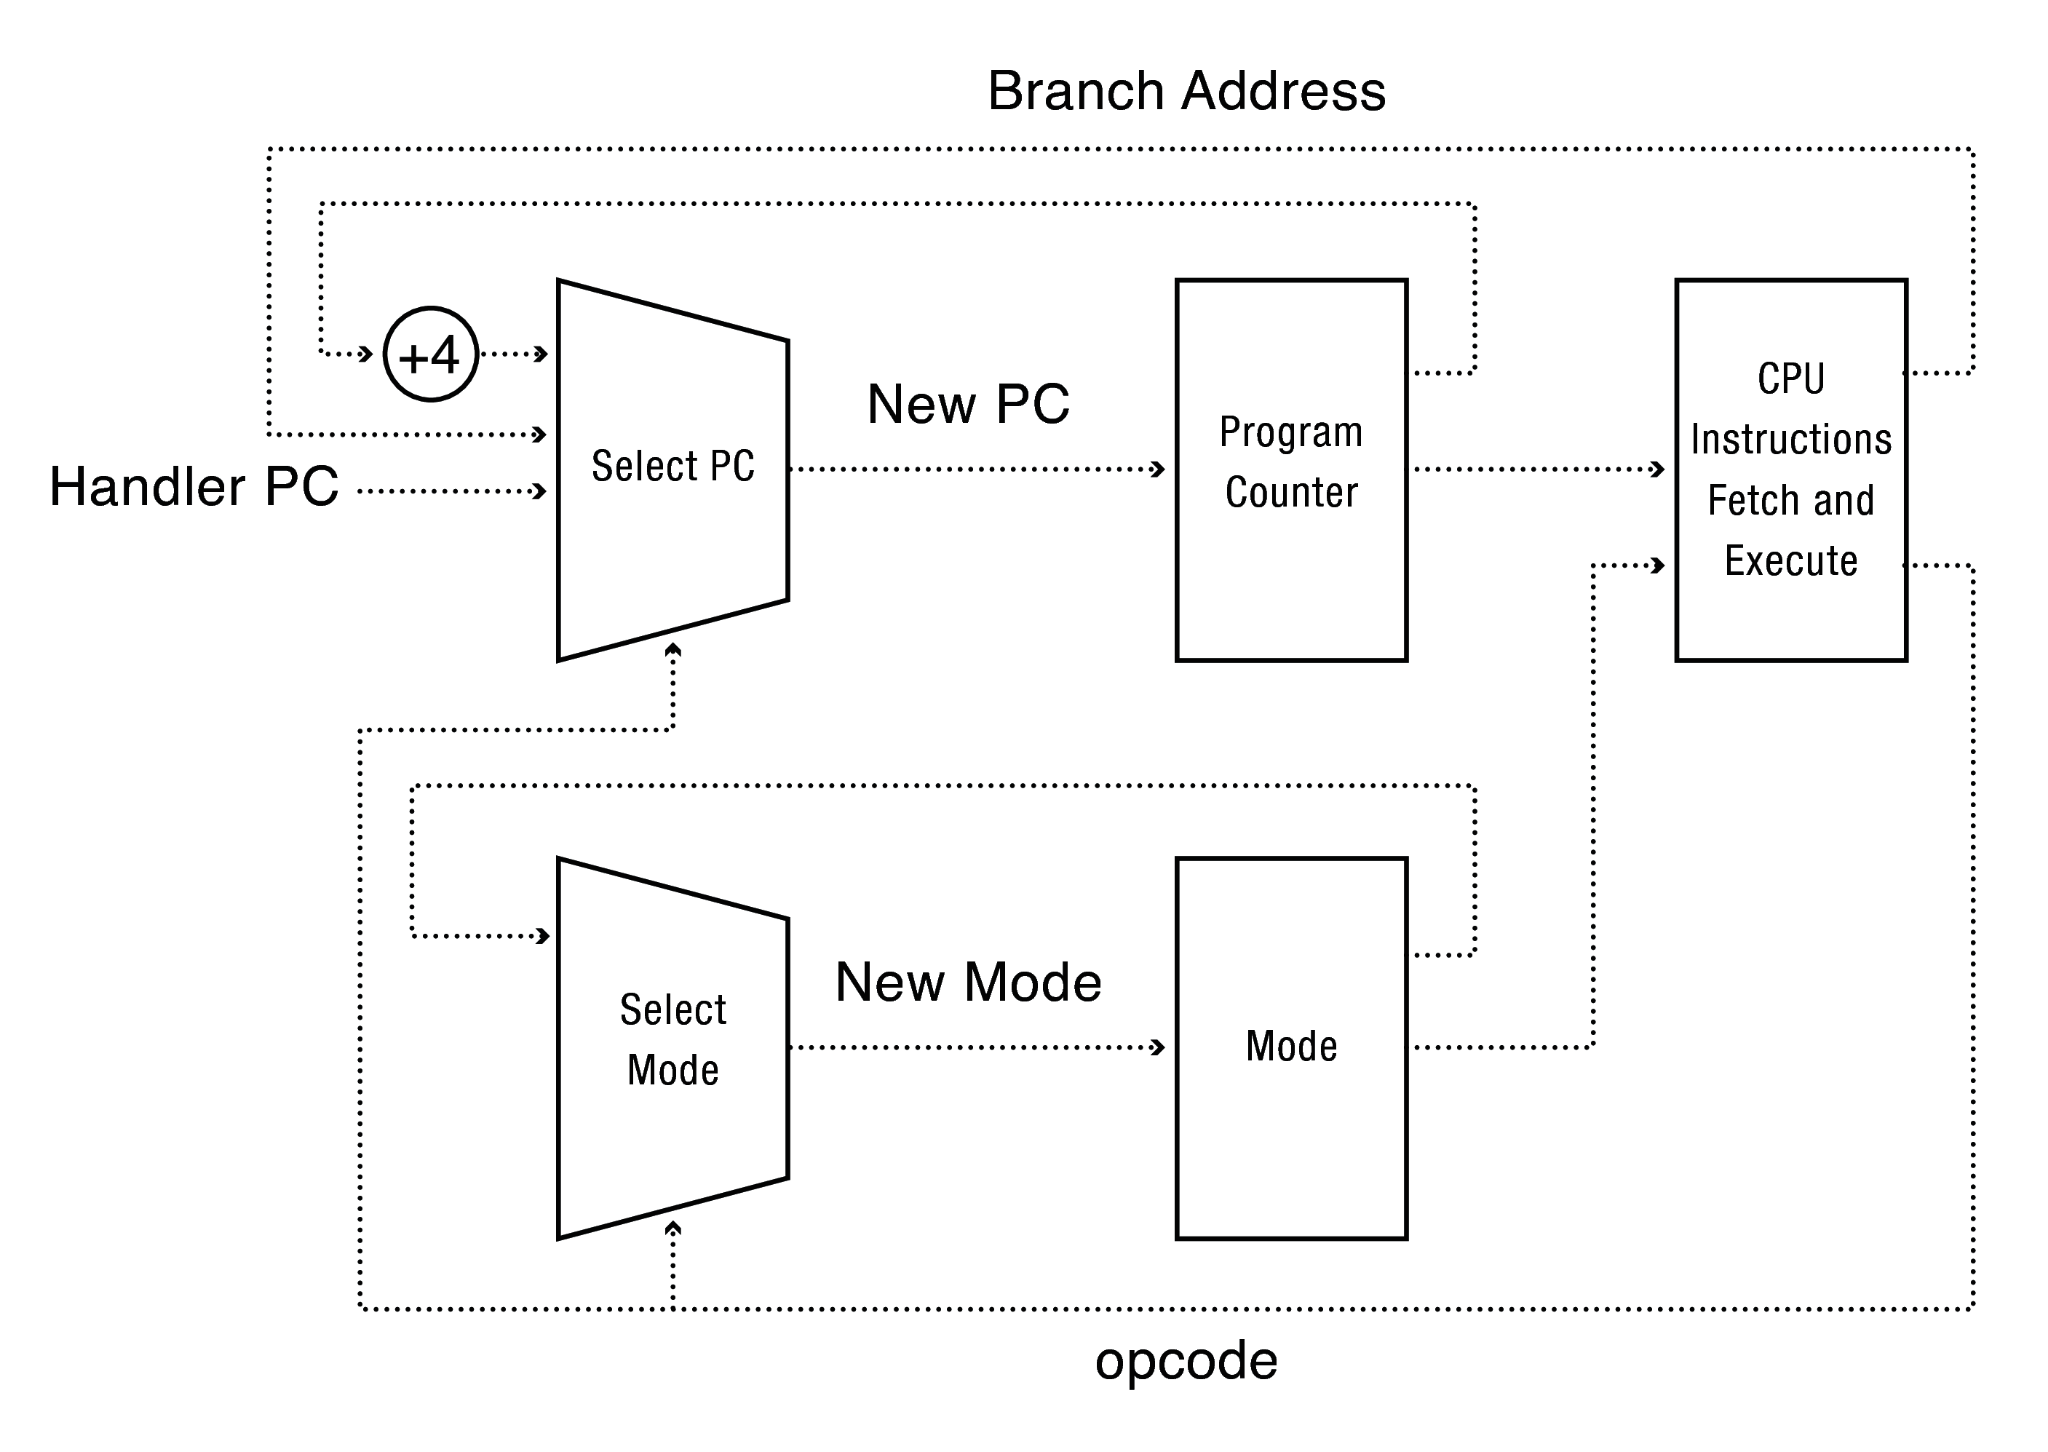 Branch Address
+4
Handler PC
Select PC
New PC
Program
Counter
CPU
Instructions
Fetch and
Execute
Select
Mode
New Mode
Mode
opcode